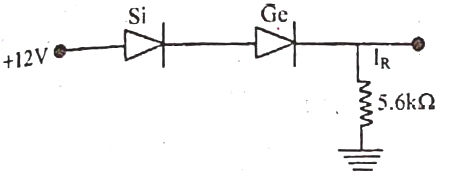 Si Ge
+12V
I_R
5.6kΩ